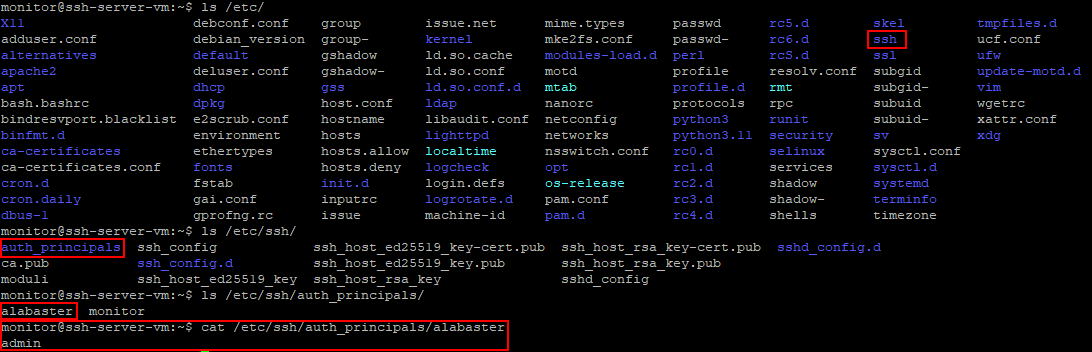 monitor@ssh-server-vm:~$ ls /etc/
X11 debconf.conf group issue.net mime.types passwd rc5.d skel tmpfiles.d
adduser.conf debian_version group- kernel mke2fs.conf passwd- rc6.d ssh ucf.conf
alternatives default gshadow ld.so.cache modules-load.d perl rcS.d ssl ufw
apache2 deluser.conf gshadow- ld.so.conf motd profile resolv.conf subgid update-motd.d
apt dhcp gss ld.so.conf.d mtab profile.d rmt subgid- vim
bash.bashrc dpkg host.conf ldap nanorc protocols rpc subuid wgetrc
bindresvport.blacklist e2scrub.conf hostname libaudit.conf netconfig python3 runit subuid- xattr.conf
binfmt.d environment hosts lighttpd networks python3.11 security sv xdg
ca-certificates ethertypes hosts.allow localtime nsswitch.conf rc0.d selinux sysctl.conf
ca-certificates.conf fonts hosts.deny logcheck opt rc1.d services sysctl.d
cron.d fstab init.d login.defs os-release rc2.d shadow systemd
cron.daily gai.conf inputrc logrotate.d pam.conf rc3.d shadow- terminfo
dbus-1 gprofng.rc issue machine-id pam.d rc4.d shells timezone
monitor@ssh-server-vm:~$ ls /etc/ssh/
auth_principals ssh_config ssh_host_ed25519_key-cert.pub ssh_host_rsa_key-cert.pub sshd_config.d
ca.pub ssh_config.d ssh_host_ed25519_key.pub ssh_host_rsa_key.pub
moduli ssh_host_ed25519_key ssh_host_rsa_key sshd_config
monitor@ssh-server-vm:~$ ls /etc/ssh/auth_principals/
alabaster monitor
monitor@ssh-server-vm:~$ cat /etc/ssh/auth_principals/alabaster
admin